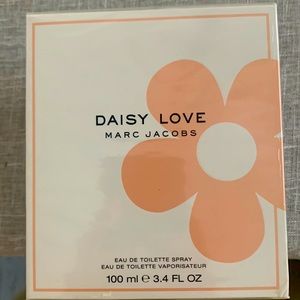 DAISY LOVE
MARC JACOBS
EAU DE TOILETTE SPRAY
EAU DE TOILETTE VAPORISATEUR
100 ml ℮ 3.4 FL OZ